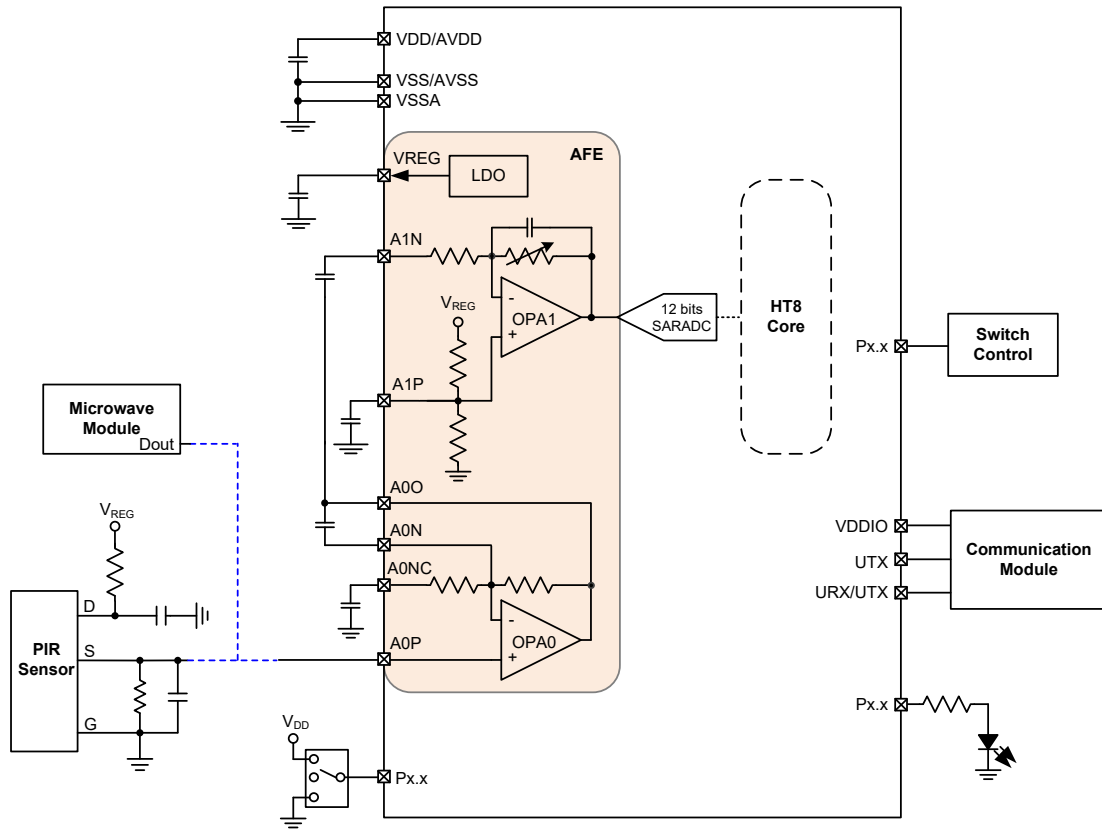 VDD/AVDD
VSS/AVSS
VSSA
AFE
VREG
LDO
A1N
VREG
-
OPA1
+
12 bits
SARADC
HT8
Core
Px.x
Switch
Control
A1P
Microwave
Module
Dout
A0O
A0N
A0NC
VREG
D
PIR
Sensor
S
G
-
OPA0
+
A0P
VDDIO
UTX
URX/UTX
Communication
Module
Px.x
VDD
Px.x